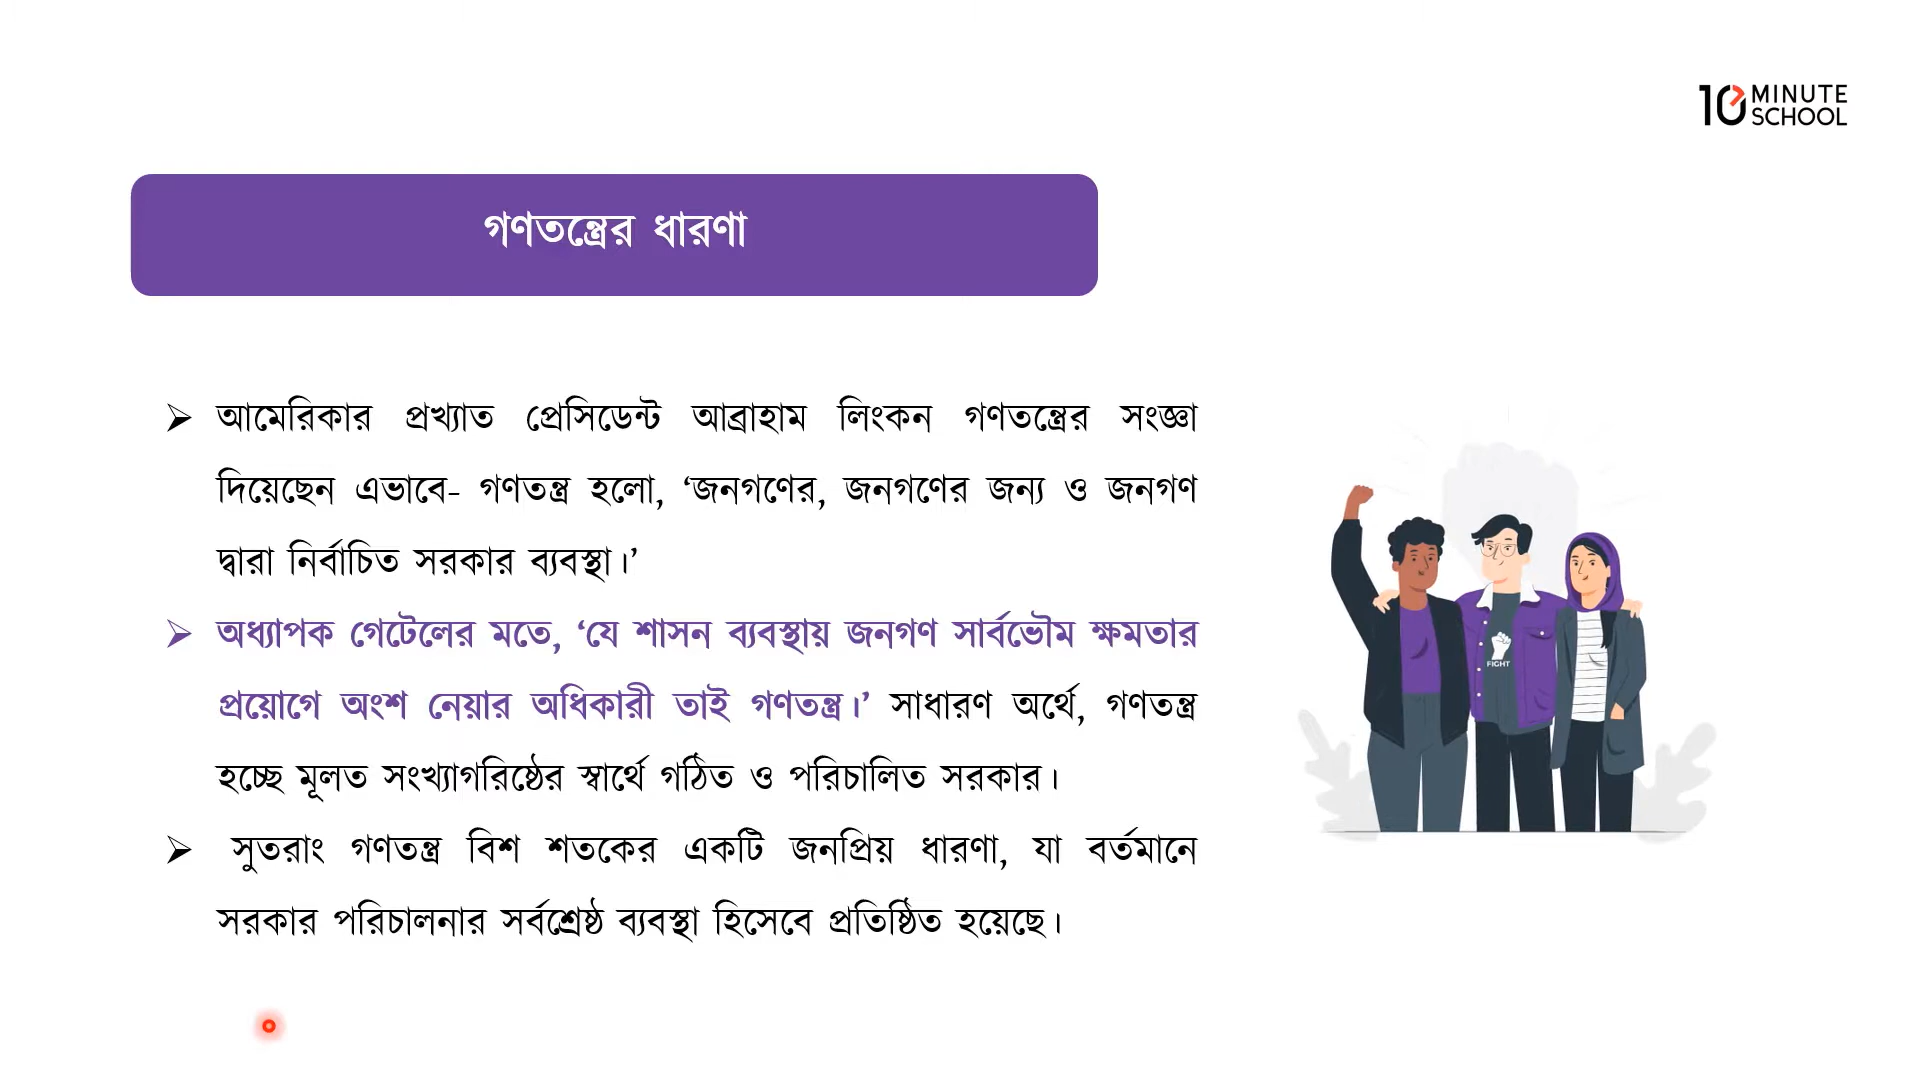 10 MINUTE
SCHOOL
গণতন্ত্রের ধারণা
➢ আমেরিকার প্রখ্যাত প্রেসিডেন্ট আব্রাহাম লিংকন গণতন্ত্রের সংজ্ঞা
দিয়েছেন এভাবে- গণতন্ত্র হলো, ‘জনগণের, জনগণের জন্য ও জনগণ
দ্বারা নির্বাচিত সরকার ব্যবস্থা।’
➢ অধ্যাপক গেটেলের মতে, ‘যে শাসন ব্যবস্থায় জনগণ সার্বভৌম ক্ষমতার
প্রয়োগে অংশ নেয়ার অধিকারী তাই গণতন্ত্র।’ সাধারণ অর্থে, গণতন্ত্র
হচ্ছে মূলত সংখ্যাগরিষ্ঠের স্বার্থে গঠিত ও পরিচালিত সরকার।
➢ সুতরাং গণতন্ত্র বিশ শতকের একটি জনপ্রিয় ধারণা, যা বর্তমানে
সরকার পরিচালনার সর্বশ্রেষ্ঠ ব্যবস্থা হিসেবে প্রতিষ্ঠিত হয়েছে।
FIGHT